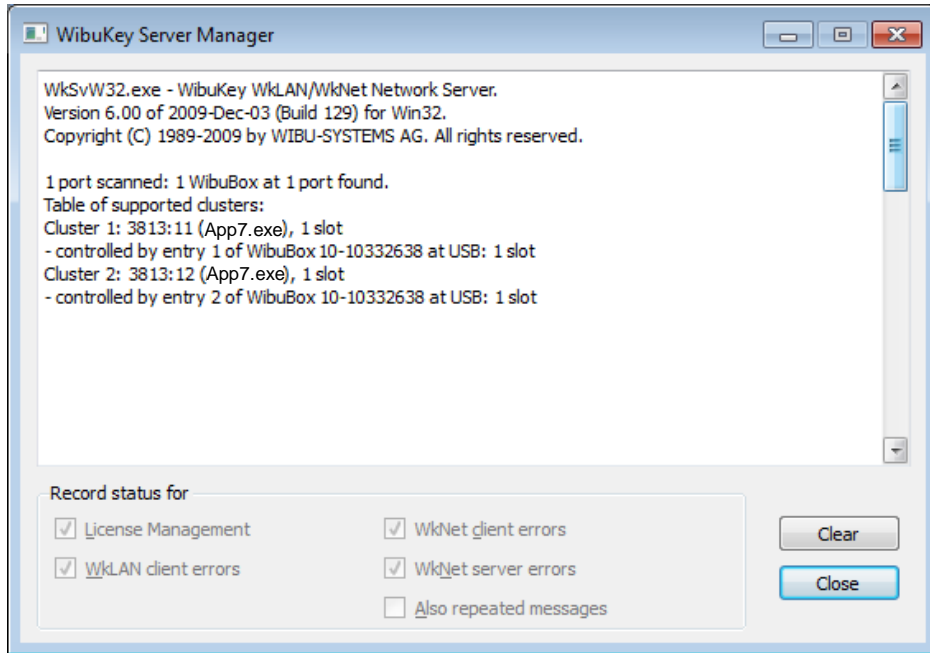 WibuKey Server Manager
WkSvW32.exe - WibuKey WkLAN/WkNet Network Server.
Version 6.00 of 2009-Dec-03 (Build 129) for Win32.
Copyright (C) 1989-2009 by WIBU-SYSTEMS AG. All rights reserved.
1 port scanned: 1 WibuBox at 1 port found.
Table of supported clusters:
Cluster 1: 3813:11 (App7.exe), 1 slot
- controlled by entry 1 of WibuBox 10-10332638 at USB: 1 slot
Cluster 2: 3813:12 (App7.exe), 1 slot
- controlled by entry 2 of WibuBox 10-10332638 at USB: 1 slot
Record status for
License Management
WkNet client errors
Clear
WkLAN client errors
WkNet server errors
Close
Also repeated messages